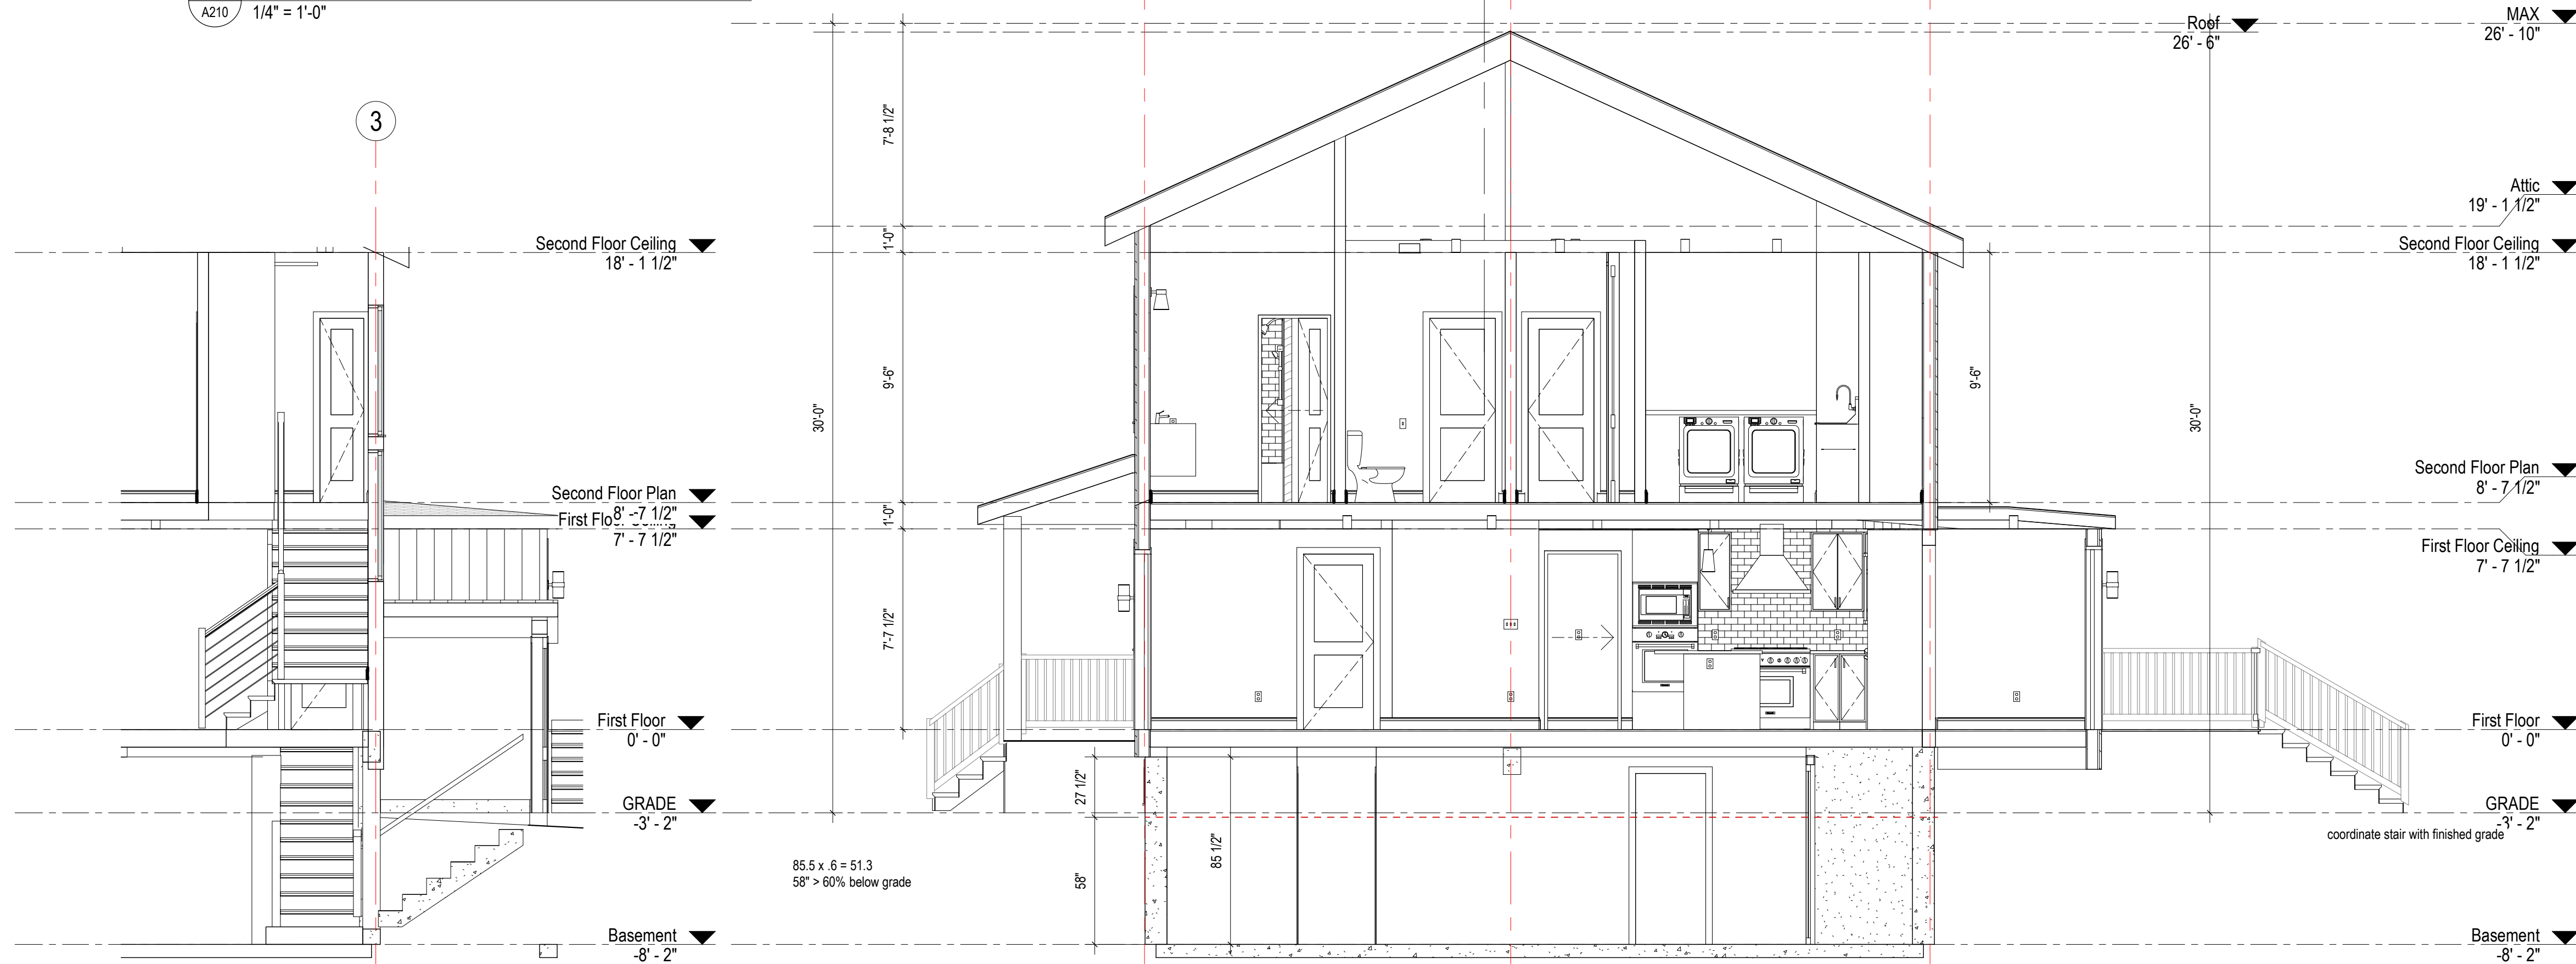 A210
1/4" = 1'-0"
3
Second Floor Ceiling
18' - 1 1/2"
Second Floor Plan
8' - 7 1/2"
First Floor Ceiling
7' - 7 1/2"
First Floor
0' - 0"
GRADE
-3' - 2"
Basement
-8' - 2"
30'-0"
7'-8 1/2"
1'-0"
9'-6"
1'-0"
7'-7 1/2"
27 1/2"
58"
85 1/2"
85.5 x .6 = 51.3
58" > 60% below grade
9'-6"
30'-0"
Roof
26' - 6"
MAX
26' - 10"
Attic
19' - 1 1/2"
Second Floor Ceiling
18' - 1 1/2"
Second Floor Plan
8' - 7 1/2"
First Floor Ceiling
7' - 7 1/2"
First Floor
0' - 0"
GRADE
-3' - 2"
coordinate stair with finished grade
Basement
-8' - 2"